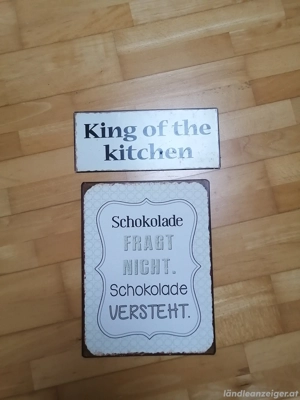 King of the
kitchen
Schokolade
FRAGT
NICHT.
Schokolade
VERSTEHT.
ländleanzeiger.at